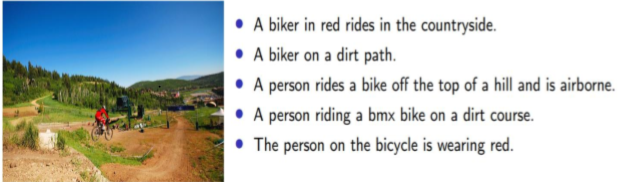 A biker in red rides in the countryside.
A biker on a dirt path.
A person rides a bike off the top of a hill and is airborne.
A person riding a bmx bike on a dirt course.
The person on the bicycle is wearing red.